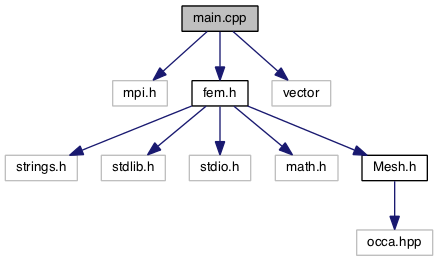 main.cpp
mpi.h
fem.h
vector
strings.h
stdlib.h
stdio.h
math.h
Mesh.h
occa.hpp